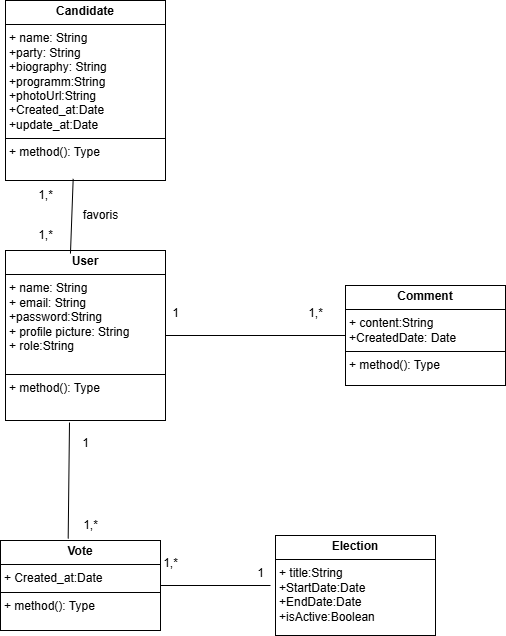 Candidate
+ name: String
+party: String
+biography: String
+programm:String
+photoUrl:String
+Created_at:Date
+update_at:Date
+ method(): Type
1,*
favoris
1,*
User
+ name: String
+ email: String
+password:String
+ profile picture: String
+ role:String
+ method(): Type
1
1,*
Comment
+ content:String
+CreatedDate: Date
+ method(): Type
1
1,*
Vote
+ Created_at:Date
+ method(): Type
1,*
1
Election
+ title:String
+StartDate:Date
+EndDate:Date
+isActive:Boolean